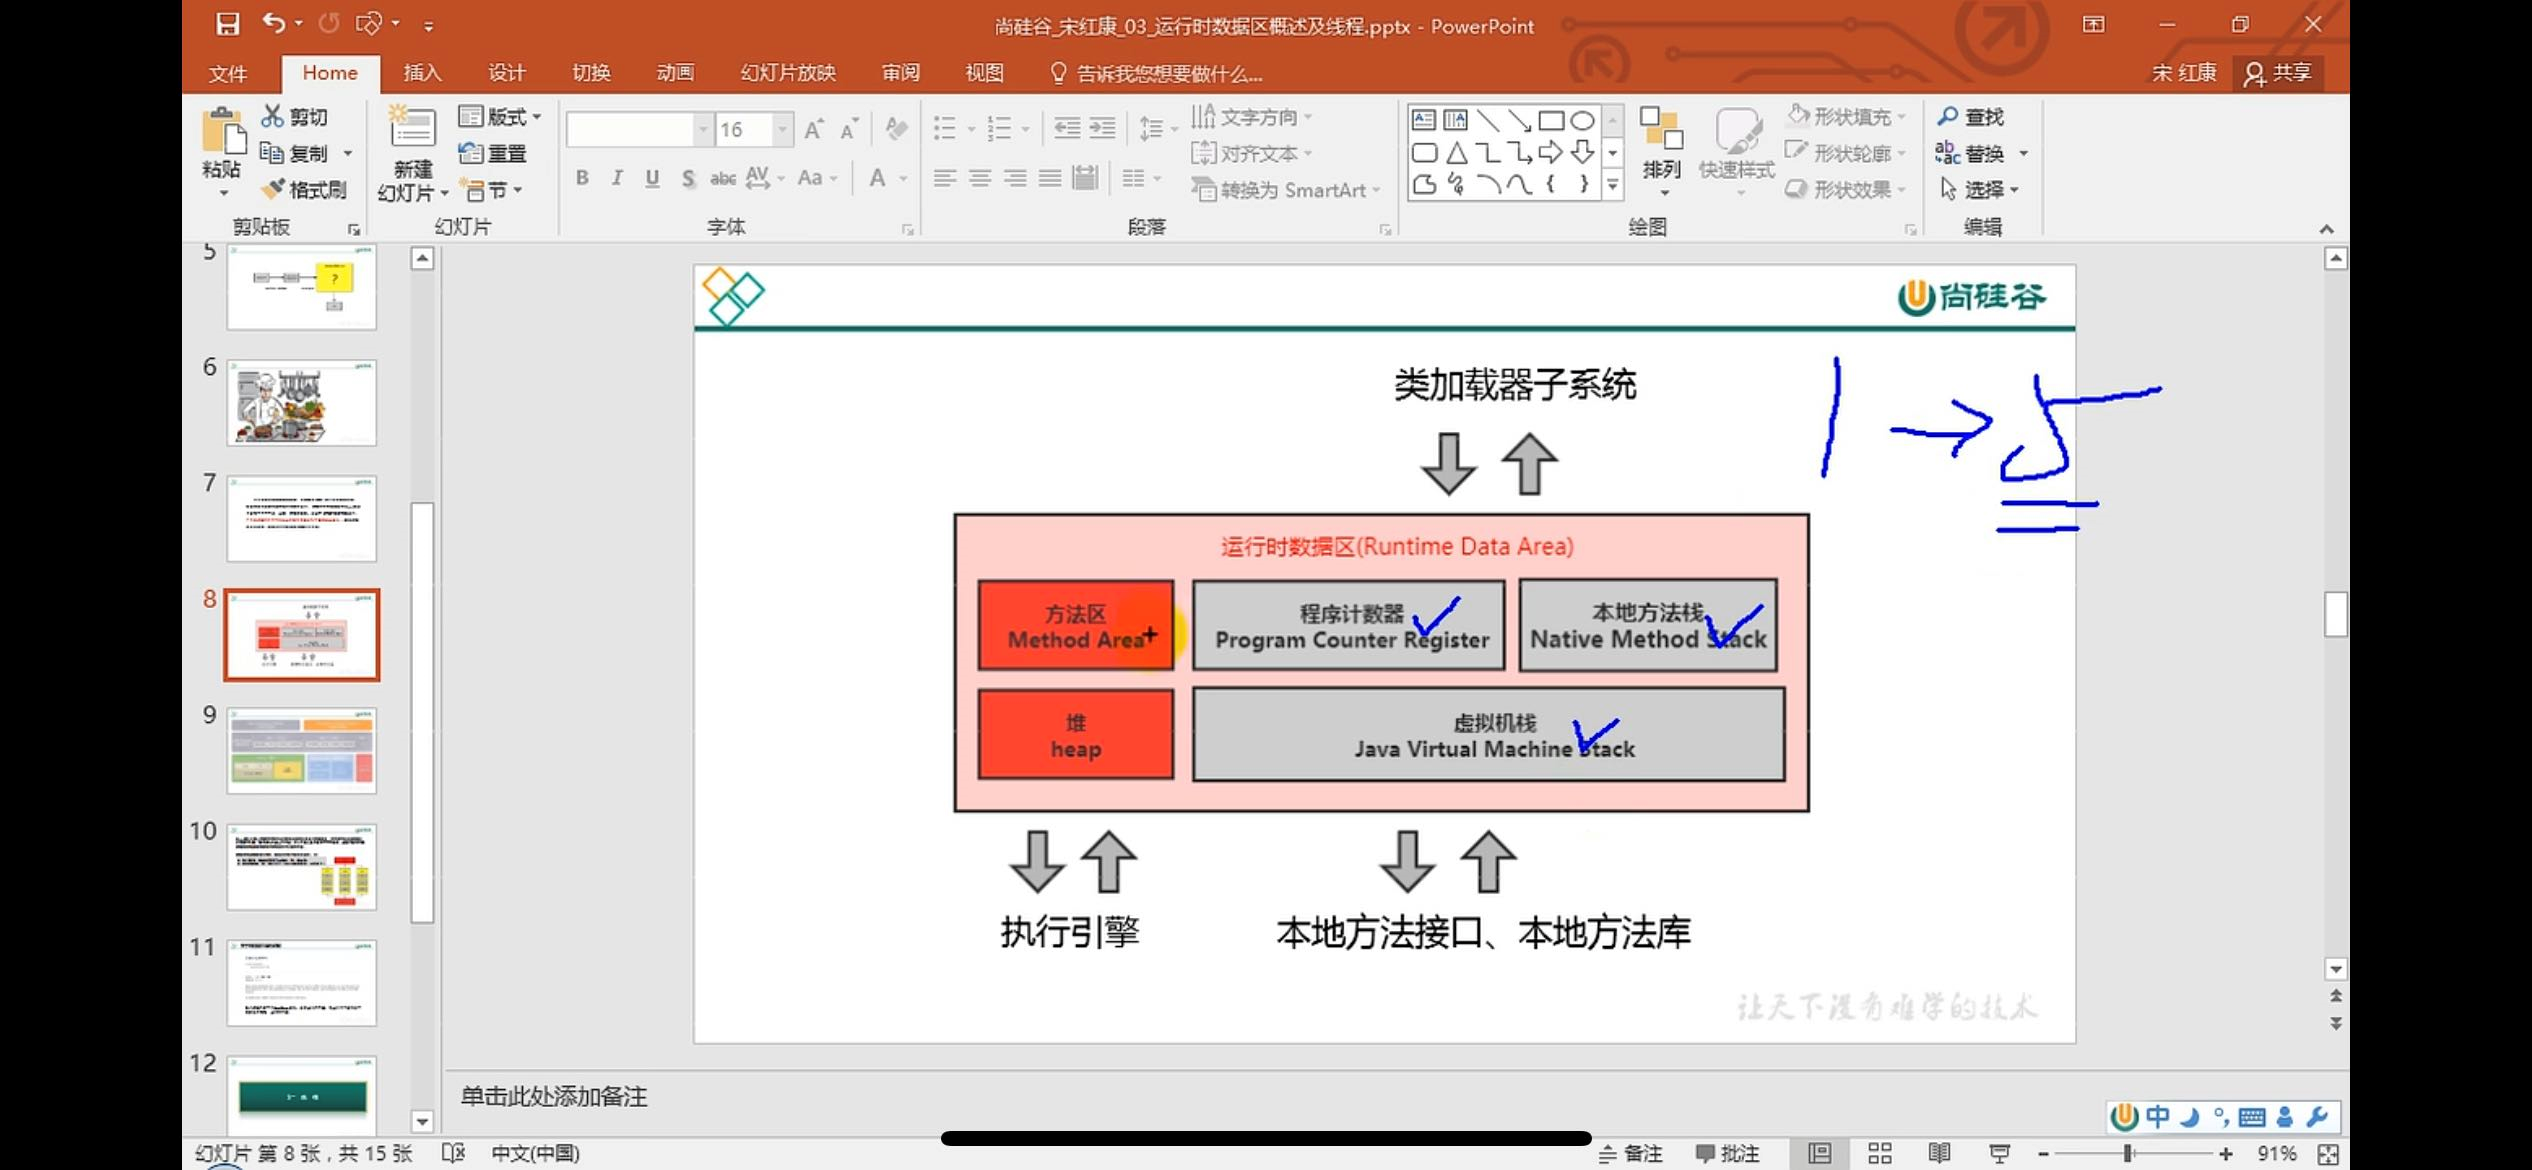 尚硅谷_宋红康_03_运行时数据区概述及线程.pptx - PowerPoint
文件 Home 插入 设计 切换 动画 幻灯片放映 审阅 视图 告诉我您想要做什么... 宋 红康 共享
粘贴 剪切 复制 格式刷 剪贴板
新建幻灯片 版式 重置 节 幻灯片
16
B I U S abc AV Aa A 字体
文字方向 对齐文本 转换为 SmartArt 段落
排列 快速样式 形状填充 形状轮廓 形状效果 绘图
查找 替换 选择 编辑
5
6
7
8
9
10
11
12
尚硅谷
类加载器子系统
1 → 5
运行时数据区(Runtime Data Area)
方法区
Method Area
程序计数器
Program Counter Register
本地方法栈
Native Method Stack
堆
heap
虚拟机栈
Java Virtual Machine Stack
执行引擎
本地方法接口、本地方法库
让天下没有难学的技术
单击此处添加备注
中
幻灯片 第 8 张，共 15 张 中文(中国) 备注 批注 91%